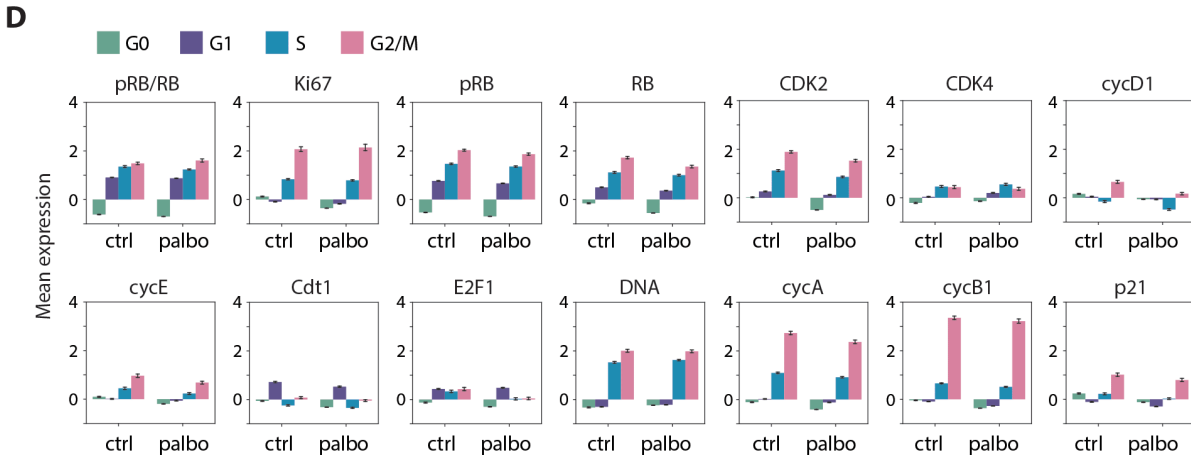 D
G0 G1 S G2/M
pRB/RB Ki67 pRB RB CDK2 CDK4 cycD1
4 4 4 4 4 4 4
2 2 2 2 2 2 2
0 0 0 0 0 0 0
ctrl palbo ctrl palbo ctrl palbo ctrl palbo ctrl palbo ctrl palbo ctrl palbo
Mean expression
cycE Cdt1 E2F1 DNA cycA cycB1 p21
4 4 4 4 4 4 4
2 2 2 2 2 2 2
0 0 0 0 0 0 0
ctrl palbo ctrl palbo ctrl palbo ctrl palbo ctrl palbo ctrl palbo ctrl palbo